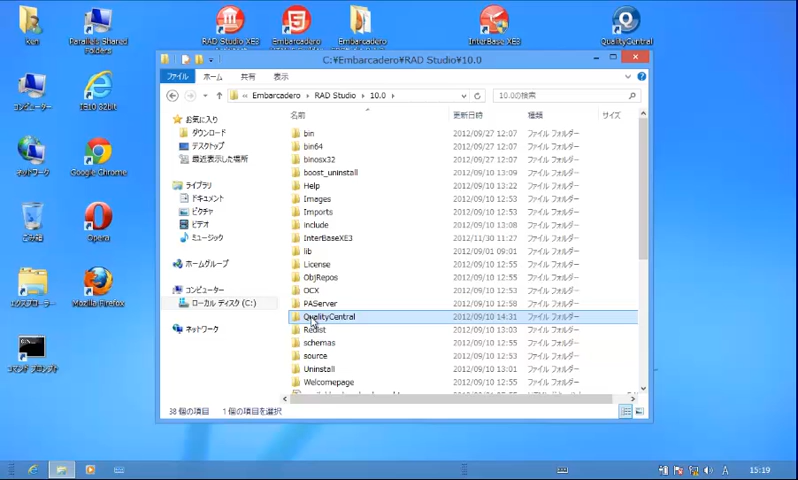 ken
Parallels Shared Folders
RAD Studio XE3
Embarcadero
Embarcadero
InterBase XE3
QualityCentral
コンピューター
IE10 32bit
ネットワーク
Google Chrome
ごみ箱
Opera
エクスプローラー
Mozilla Firefox
コマンド プロンプト
C:¥Embarcadero¥RAD Studio¥10.0
ファイル ホーム 共有 表示
« Embarcadero RAD Studio 10.0
10.0の検索
名前 更新日時 種類 サイズ
お気に入り
ダウンロード
デスクトップ
最近表示した場所
ライブラリ
ドキュメント
ピクチャ
ビデオ
ミュージック
ホームグループ
コンピューター
ローカル ディスク (C:)
ネットワーク
bin 2012/09/27 12:07 ファイル フォルダー
bin64 2012/09/27 12:07 ファイル フォルダー
binosx32 2012/09/27 12:07 ファイル フォルダー
boost_uninstall 2012/09/10 13:09 ファイル フォルダー
Help 2012/09/10 13:22 ファイル フォルダー
Images 2012/09/10 12:53 ファイル フォルダー
Imports 2012/09/10 12:53 ファイル フォルダー
include 2012/09/10 13:08 ファイル フォルダー
InterBaseXE3 2012/11/30 11:27 ファイル フォルダー
lib 2012/09/01 09:01 ファイル フォルダー
License 2012/09/10 12:53 ファイル フォルダー
ObjRepos 2012/09/10 12:55 ファイル フォルダー
OCX 2012/09/10 12:53 ファイル フォルダー
PAServer 2012/09/10 12:58 ファイル フォルダー
QualityCentral 2012/09/10 14:31 ファイル フォルダー
Redist 2012/09/10 13:03 ファイル フォルダー
schemas 2012/09/10 12:55 ファイル フォルダー
source 2012/09/10 12:53 ファイル フォルダー
Uninstall 2012/09/10 13:01 ファイル フォルダー
Welcomepage 2012/09/10 12:55 ファイル フォルダー
38 個の項目 1 個の項目を選択
A 15:19